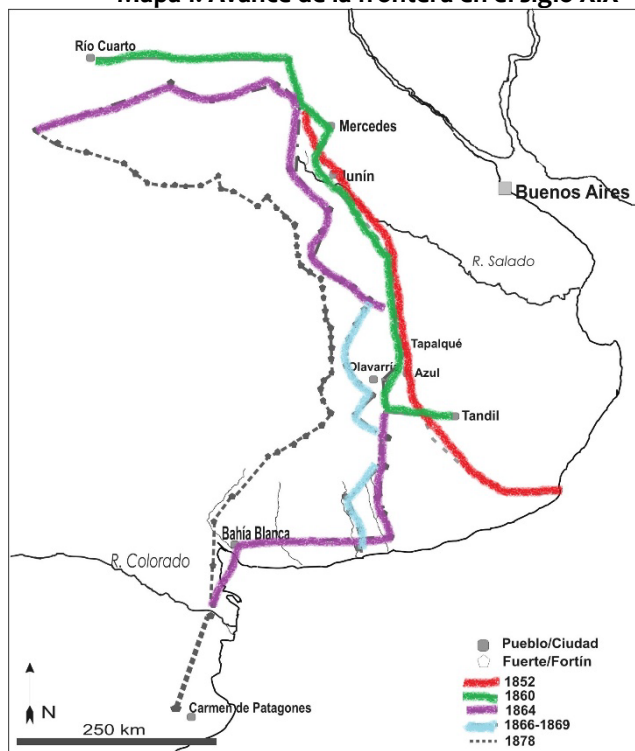 Mapa 1. Avance de la frontera en el siglo XIX
Río Cuarto
Mercedes
Junín
Buenos Aires
R. Salado
Tapalqué
Olavarría
Azul
Tandil
Bahía Blanca
R. Colorado
Carmen de Patagones
N
250 km
Pueblo/Ciudad
Fuerte/Fortín
1852
1860
1864
1866-1869
1878